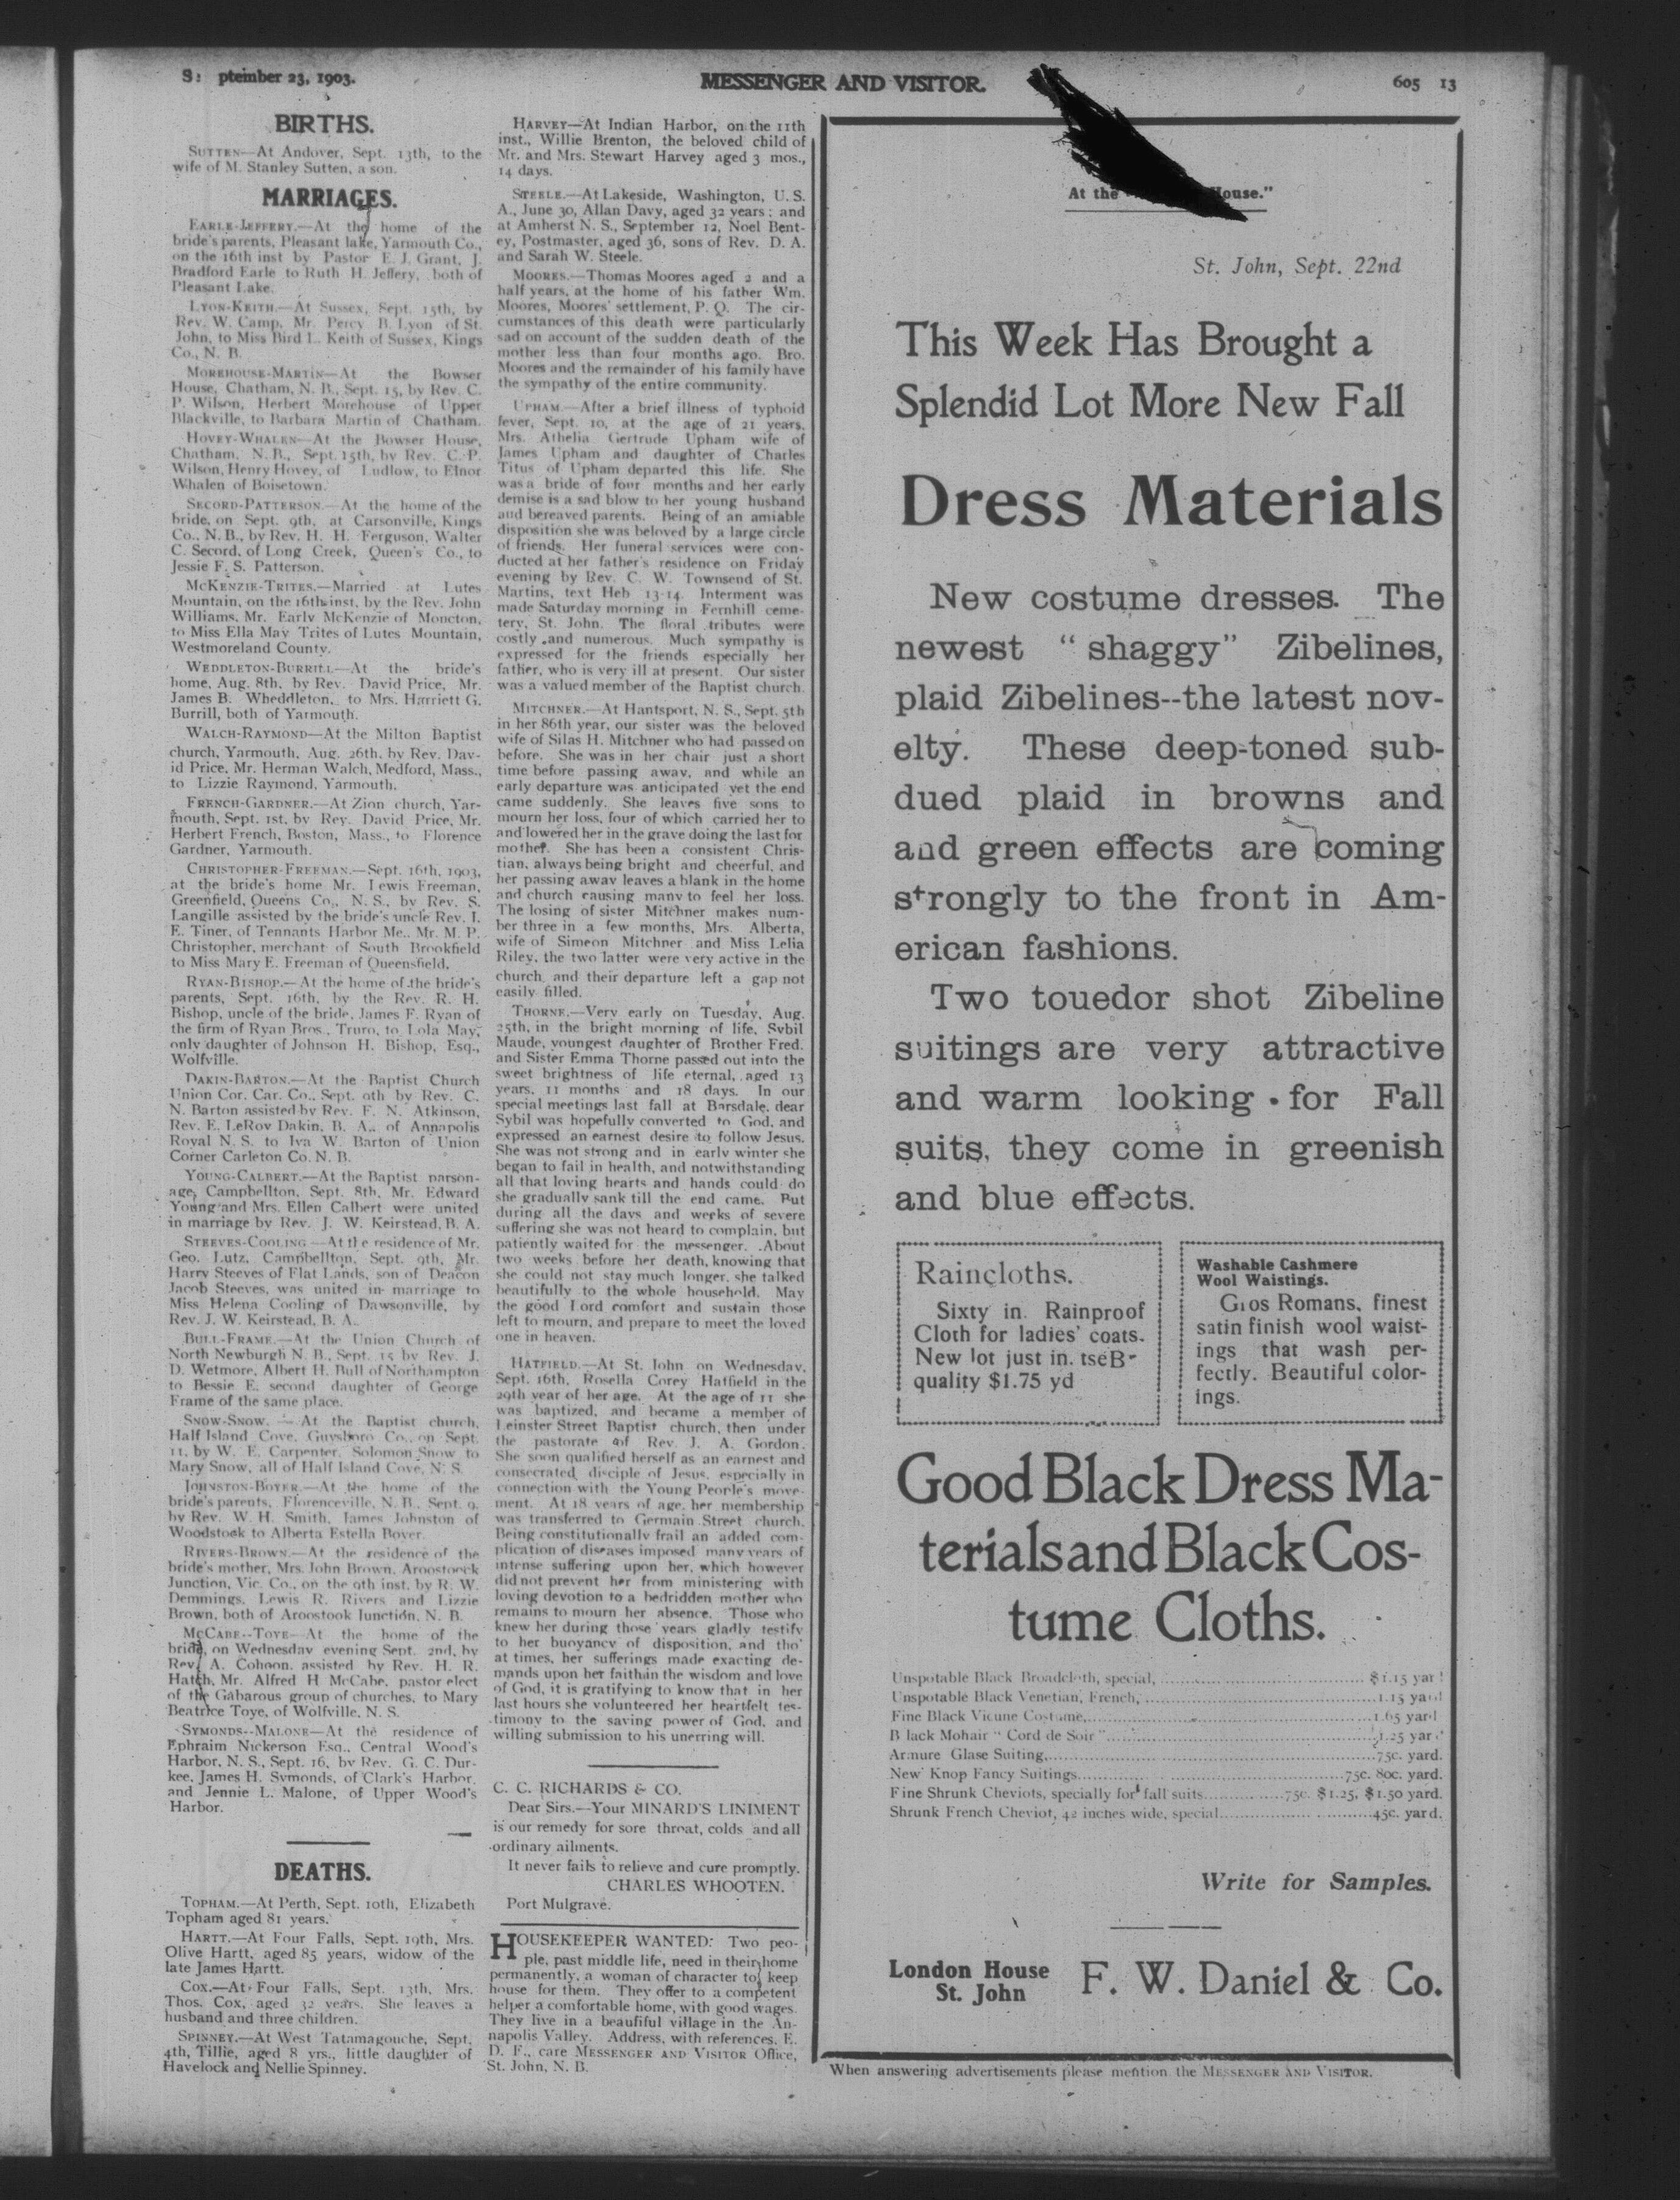 S: ptember 23, 1903.
MESSENGER AND VISITOR.
605 13
BIRTHS.
SUTTEN—At Andover, Sept. 13th, to the
wife of M. Stanley Sutten, a son.
MARRIAGES.
EARLE-JEFFERY.—At the home of the
bride's parents, Pleasant lake, Yarmouth Co.,
on the 16th inst by Pastor E. J. Grant, J.
Bradford Earle to Ruth H. Jeffery, both of
Pleasant Lake.
LYON-KEITH.—At Sussex, Sept. 15th, by
Rev. W. Camp, Mr. Percy B. Lyon of St.
John, to Miss Bird L. Keith of Sussex, Kings
Co., N. B.
MOREHOUSE-MARTIN—At the Bowser
House, Chatham, N. B., Sept. 15, by Rev. C.
P. Wilson, Herbert Morehouse of Upper
Blackville, to Barbara Martin of Chatham.
HOVEY-WHALEN—At the Bowser House,
Chatham, N. B., Sept. 15th, by Rev. C. P.
Wilson, Henry Hovey, of Ludlow, to Elnor
Whalen of Boisetown.
SECORD-PATTERSON.—At the home of the
bride, on Sept. 9th, at Carsonville, Kings
Co., N. B., by Rev. H. H. Ferguson, Walter
C. Secord, of Long Creek, Queen's Co., to
Jessie F. S. Patterson.
MCKENZIE-TRITES.—Married at Lutes
Mountain, on the 16th inst, by the Rev. John
Williams, Mr. Early McKenzie of Moncton,
to Miss Ella May Trites of Lutes Mountain,
Westmoreland County.
WEDDLETON-BURRILL—At the bride's
home, Aug. 8th, by Rev. David Price, Mr.
James B. Wheddleton, to Mrs. Harriett G.
Burrill, both of Yarmouth.
WALCH-RAYMOND—At the Milton Baptist
church, Yarmouth, Aug. 26th, by Rev. Dav-
id Price, Mr. Herman Walch, Medford, Mass.,
to Lizzie Raymond, Yarmouth.
FRENCH-GARDNER.—At Zion church, Yar-
mouth, Sept. 1st, by Rev. David Price, Mr.
Herbert French, Boston, Mass., to Florence
Gardner, Yarmouth.
CHRISTOPHER-FREEMAN.—Sept. 16th, 1903,
at the bride's home Mr. Lewis Freeman,
Greenfield, Queens Co., N. S., by Rev. S.
Langille assisted by the bride's uncle Rev. I.
E. Tiner, of Tennants Harbor Me., Mr. M. P.
Christopher, merchant of South Brookfield
to Miss Mary E. Freeman of Queensfield.
RYAN-BISHOP.—At the home of the bride's
parents, Sept. 16th, by the Rev. R. H.
Bishop, uncle of the bride, James F. Ryan of
the firm of Ryan Bros., Truro, to Lola May,
only daughter of Johnson H. Bishop, Esq.,
Wolfville.
DAKIN-BARTON.—At the Baptist Church
Union Cor. Car. Co., Sept. 9th by Rev. C.
N. Barton assisted by Rev. F. N. Atkinson,
Rev. E. LeRoy Dakin, B. A., of Annapolis
Royal N. S. to Iva W. Barton of Union
Corner Carleton Co. N. B.
YOUNG-CALBERT.—At the Baptist parson-
age, Campbellton, Sept. 8th, Mr. Edward
Young and Mrs. Ellen Calbert were united
in marriage by Rev. J. W. Keirstead, B. A.
STEEVES-COOLING—At the residence of Mr.
Geo. Lutz, Campbellton, Sept. 9th, Mr.
Harry Steeves of Flat Lands, son of Deacon
Jacob Steeves, was united in marriage to
Miss Helena Cooling of Dawsonville, by
Rev. J. W. Keirstead, B. A.
BULL-FRAME.—At the Union Church of
North Newburgh N. B., Sept. 15 by Rev. J.
D. Wetmore, Albert H. Bull of Northampton
to Bessie E. second daughter of George
Frame of the same place.
SNOW-SNOW. — At the Baptist church,
Half Island Cove, Guysboro Co., on Sept.
11, by W. E. Carpenter, Solomon Snow to
Mary Snow, all of Half Island Cove, N. S.
JOHNSTON-BOYER.—At the home of the
bride's parents, Florenceville, N. B., Sept. 9,
by Rev. W. H. Smith, James Johnston of
Woodstock to Alberta Estella Boyer.
RIVERS-BROWN.—At the residence of the
bride's mother, Mrs. John Brown, Aroostoock
Junction, Vic. Co., on the 9th inst. by R. W.
Demmings, Lewis R. Rivers and Lizzie
Brown, both of Aroostook Junction, N. B.
MCCABE--TOYE—At the home of the
bride, on Wednesday evening Sept. 2nd, by
Rev. A. Cohoon, assisted by Rev. H. R.
Hatch, Mr. Alfred H McCabe, pastor elect
of the Gabarous group of churches, to Mary
Beatrice Toye, of Wolfville, N. S.
SYMONDS--MALONE—At the residence of
Ephraim Nickerson Esq., Central Wood's
Harbor, N. S., Sept. 16, by Rev. G. C. Dur-
kee, James H. Symonds, of Clark's Harbor,
and Jennie L. Malone, of Upper Wood's
Harbor.
DEATHS.
TOPHAM.—At Perth, Sept. 10th, Elizabeth
Topham aged 81 years.
HARTT.—At Four Falls, Sept. 19th, Mrs.
Olive Hartt, aged 85 years, widow of the
late James Hartt.
COX.—At Four Falls, Sept. 13th, Mrs.
Thos. Cox, aged 32 years. She leaves a
husband and three children.
SPINNEY.—At West Tatamagouche, Sept.
4th, Tillie, aged 8 yrs., little daughter of
Havelock and Nellie Spinney.
HARVEY—At Indian Harbor, on the 11th
inst., Willie Brenton, the beloved child of
Mr. and Mrs. Stewart Harvey aged 3 mos.,
14 days.
STEELE.—At Lakeside, Washington, U. S.
A., June 30, Allan Davy, aged 32 years; and
at Amherst N. S., September 12, Noel Bent-
ey, Postmaster, aged 36, sons of Rev. D. A.
and Sarah W. Steele.
MOORES.—Thomas Moores aged 2 and a
half years, at the home of his father Wm.
Moores, Moores' settlement, P. Q. The cir-
cumstances of this death were particularly
sad on account of the sudden death of the
mother less than four months ago. Bro.
Moores and the remainder of his family have
the sympathy of the entire community.
UPHAM.—After a brief illness of typhoid
fever, Sept. 10, at the age of 21 years,
Mrs. Athelia Gertrude Upham wife of
James Upham and daughter of Charles
Titus of Upham departed this life. She
was a bride of four months and her early
demise is a sad blow to her young husband
and bereaved parents. Being of an amiable
disposition she was beloved by a large circle
of friends. Her funeral services were con-
ducted at her father's residence on Friday
evening by Rev. C. W. Townsend of St.
Martins, text Heb 13-14. Interment was
made Saturday morning in Fernhill ceme-
tery, St. John. The floral tributes were
costly and numerous. Much sympathy is
expressed for the friends especially her
father, who is very ill at present. Our sister
was a valued member of the Baptist church.
MITCHNER.—At Hantsport, N. S., Sept. 5th
in her 86th year, our sister was the beloved
wife of Silas H. Mitchner who had passed on
before. She was in her chair just a short
time before passing away, and while an
early departure was anticipated yet the end
came suddenly. She leaves five sons to
mourn her loss, four of which carried her to
and lowered her in the grave doing the last for
mother. She has been a consistent Chris-
tian, always being bright and cheerful, and
her passing away leaves a blank in the home
and church causing many to feel her loss.
The losing of sister Mitchner makes num-
ber three in a few months, Mrs. Alberta,
wife of Simeon Mitchner and Miss Lelia
Riley, the two latter were very active in the
church and their departure left a gap not
easily filled.
THORNE.—Very early on Tuesday, Aug.
25th, in the bright morning of life, Sybil
Maude, youngest daughter of Brother Fred.
and Sister Emma Thorne passed out into the
sweet brightness of life eternal, aged 13
years, 11 months and 18 days. In our
special meetings last fall at Barsdale, dear
Sybil was hopefully converted to God, and
expressed an earnest desire to follow Jesus.
She was not strong and in early winter she
began to fail in health, and notwithstanding
all that loving hearts and hands could do
she gradually sank till the end came. But
during all the days and weeks of severe
suffering she was not heard to complain, but
patiently waited for the messenger. About
two weeks before her death, knowing that
she could not stay much longer, she talked
beautifully to the whole household. May
the good Lord comfort and sustain those
left to mourn, and prepare to meet the loved
one in heaven.
HATFIELD.—At St. John on Wednesday,
Sept. 16th, Rosella Corey Hatfield in the
29th year of her age. At the age of 11 she
was baptized, and became a member of
Leinster Street Baptist church, then under
the pastorate of Rev. J. A. Gordon.
She soon qualified herself as an earnest and
consecrated disciple of Jesus, especially in
connection with the Young People's move-
ment. At 18 years of age, her membership
was transferred to Germain Street church.
Being constitutionally frail an added com-
plication of diseases imposed many years of
intense suffering upon her, which however
did not prevent her from ministering with
loving devotion to a bedridden mother who
remains to mourn her absence. Those who
knew her during those years gladly testify
to her buoyancy of disposition, and tho'
at times, her sufferings made exacting de-
mands upon her faith in the wisdom and love
of God, it is gratifying to know that in her
last hours she volunteered her heartfelt tes-
timony to the saving power of God, and
willing submission to his unerring will.
C. C. RICHARDS & CO.
Dear Sirs.—Your MINARD'S LINIMENT
is our remedy for sore throat, colds and all
ordinary ailments.
It never fails to relieve and cure promptly.
CHARLES WHOOTEN.
Port Mulgrave.
HOUSEKEEPER WANTED: Two peo-
ple, past middle life, need in their home
permanently, a woman of character to keep
house for them. They offer to a competent
helper a comfortable home, with good wages.
They live in a beaufiful village in the An-
napolis Valley. Address, with references, E.
D. F., care MESSENGER AND VISITOR Office,
St. John, N. B.
At the House."
St. John, Sept. 22nd
This Week Has Brought a
Splendid Lot More New Fall
Dress Materials
New costume dresses. The
newest "shaggy" Zibelines,
plaid Zibelines--the latest nov-
elty. These deep-toned sub-
dued plaid in browns and
and green effects are coming
strongly to the front in Am-
erican fashions.
Two touedor shot Zibeline
suitings are very attractive
and warm looking for Fall
suits, they come in greenish
and blue effects.
Raincloths.
Sixty in. Rainproof
Cloth for ladies' coats.
New lot just in. tseB-
quality $1.75 yd
Washable Cashmere
Wool Waistings.
Gros Romans, finest
satin finish wool waist-
ings that wash per-
fectly. Beautiful color-
ings.
Good Black Dress Ma-
terials and Black Cos-
tume Cloths.
Unspotable Black Broadcloth, special, $1.15 yard
Unspotable Black Venetian, French, 1.15 yard
Fine Black Vicune Costume, 1.65 yard
Black Mohair "Cord de Soir" 1.25 yard
Armure Glase Suiting, 75c. yard.
New Knop Fancy Suitings 75c. 80c. yard.
Fine Shrunk Cheviots, specially for fall suits 75c. $1.25, $1.50 yard.
Shrunk French Cheviot, 42 inches wide, special 45c. yard.
Write for Samples.
London House
St. John
F. W. Daniel & Co.
When answering advertisements please mention the MESSENGER AND VISITOR.